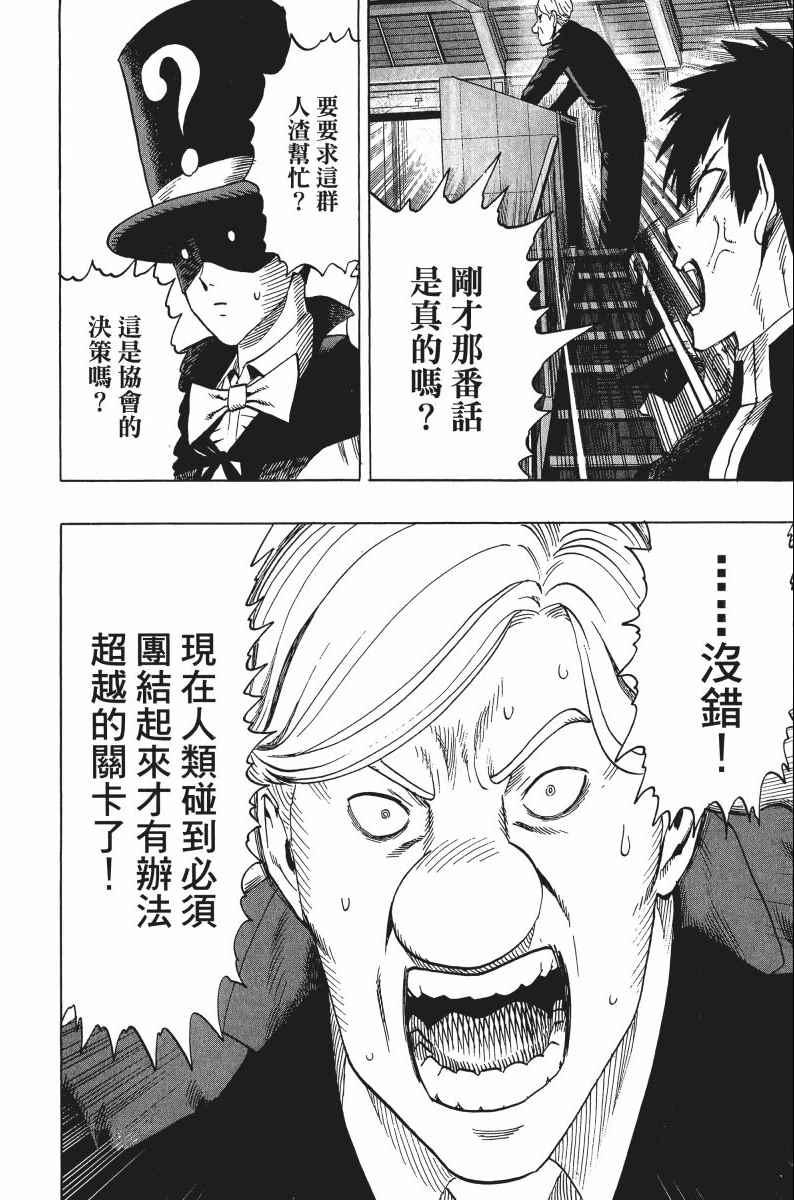 剛才那番話
是真的嗎？
要要求這群
人渣幫忙？
這是協會的
決策嗎？
……沒錯！
現在人類碰到必須
團結起來才有辦法
超越的關卡了！